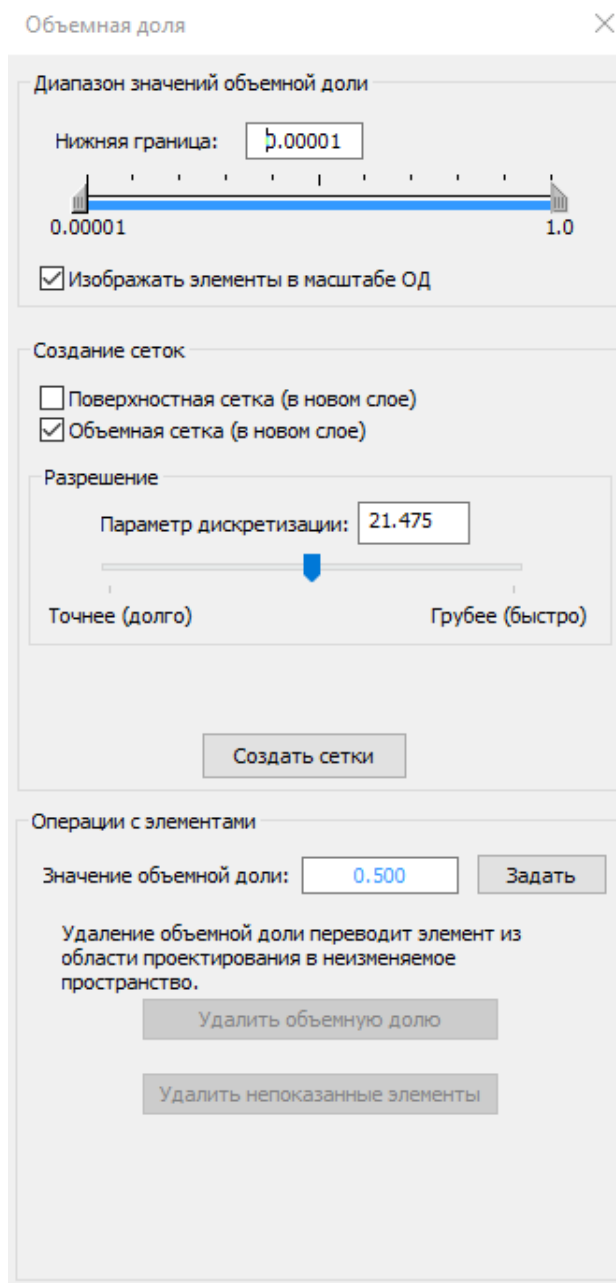 Объемная доля
Диапазон значений объемной доли
Нижняя граница: 0.00001
0.00001 1.0
Изображать элементы в масштабе ОД
Создание сеток
Поверхностная сетка (в новом слое)
Объемная сетка (в новом слое)
Разрешение
Параметр дискретизации: 21.475
Точнее (долго) Грубее (быстро)
Создать сетки
Операции с элементами
Значение объемной доли: 0.500 Задать
Удаление объемной доли переводит элемент из
области проектирования в неизменяемое
пространство.
Удалить объемную долю
Удалить непоказанные элементы